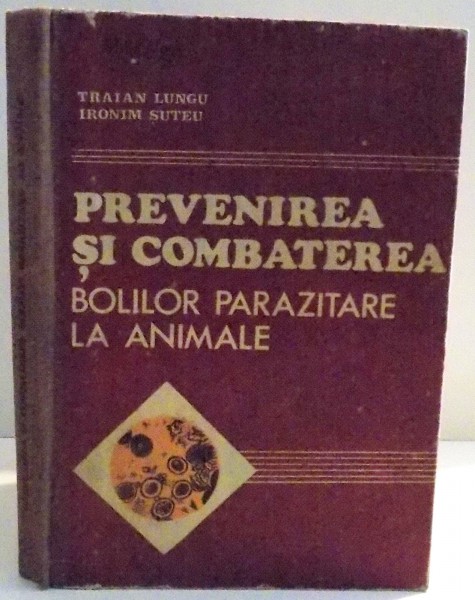 TRAIAN LUNGU
IRONIM SUTEU
PREVENIREA
ȘI COMBATEREA
BOLILOR PARAZITARE
LA ANIMALE